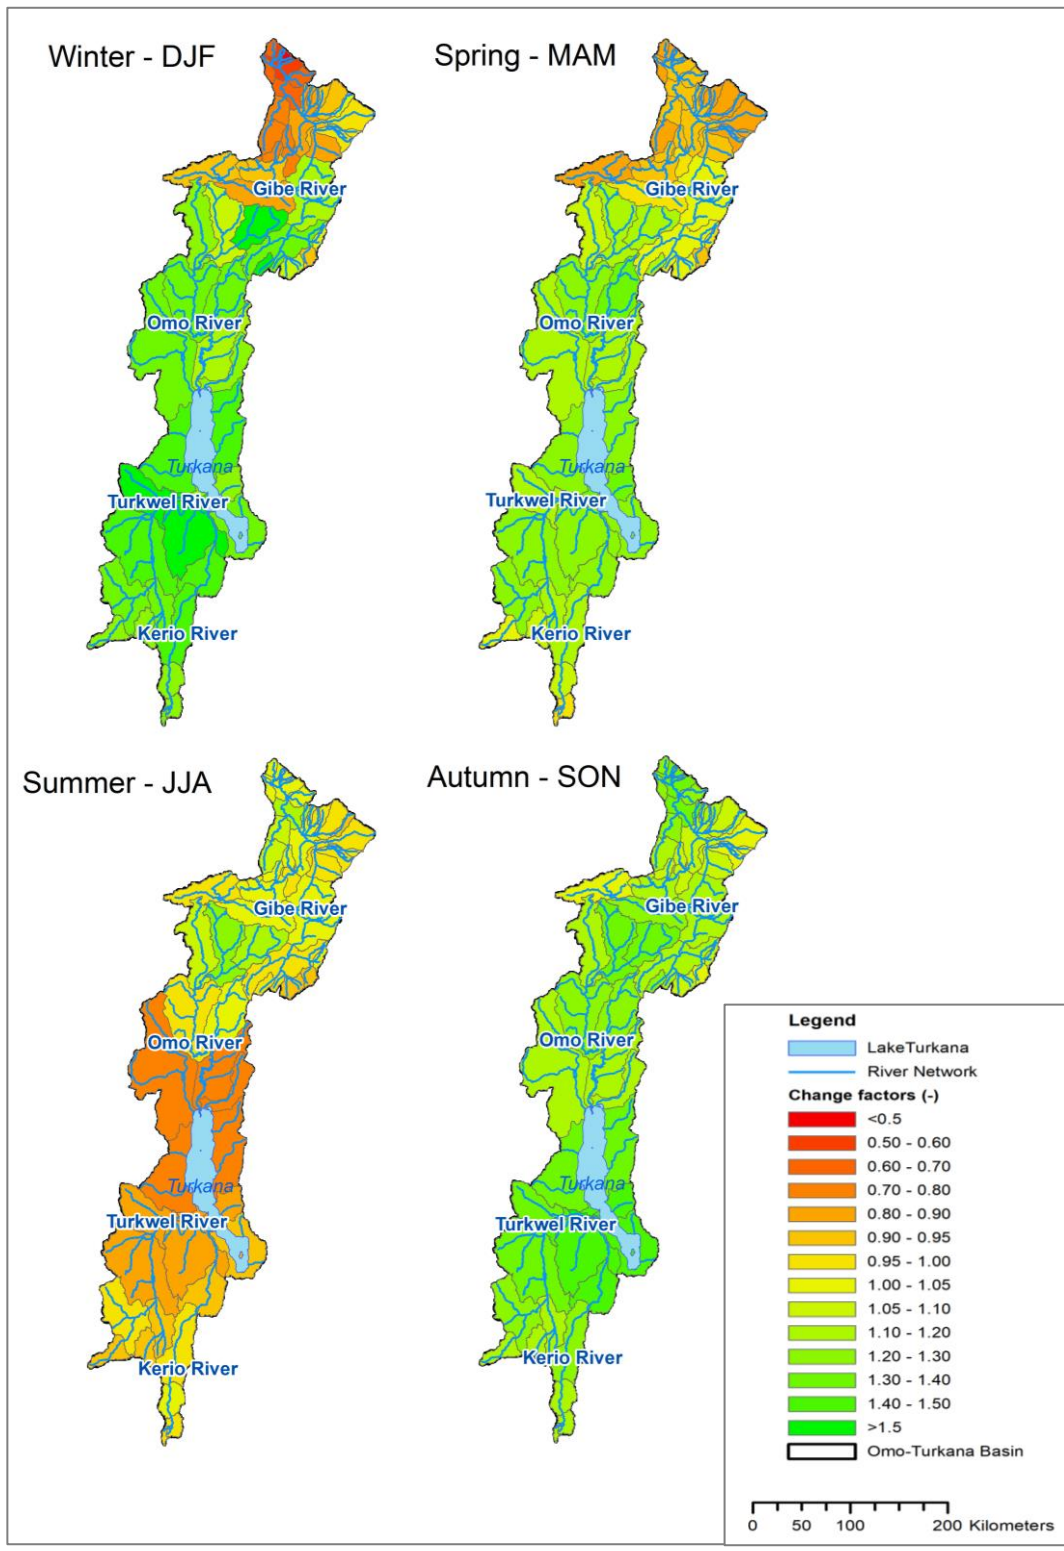 Winter - DJF
Spring - MAM
Gibe River
Gibe River
Omo River
Omo River
Turkana
Turkana
Turkwel River
Turkwel River
Kerio River
Kerio River
Summer - JJA
Autumn - SON
Gibe River
Gibe River
Omo River
Omo River
Turkana
Turkana
Turkwel River
Turkwel River
Kerio River
Kerio River
Legend
LakeTurkana
River Network
Change factors (-)
<0.5
0.50 - 0.60
0.60 - 0.70
0.70 - 0.80
0.80 - 0.90
0.90 - 0.95
0.95 - 1.00
1.00 - 1.05
1.05 - 1.10
1.10 - 1.20
1.20 - 1.30
1.30 - 1.40
1.40 - 1.50
>1.5
Omo-Turkana Basin
0 50 100 200 Kilometers